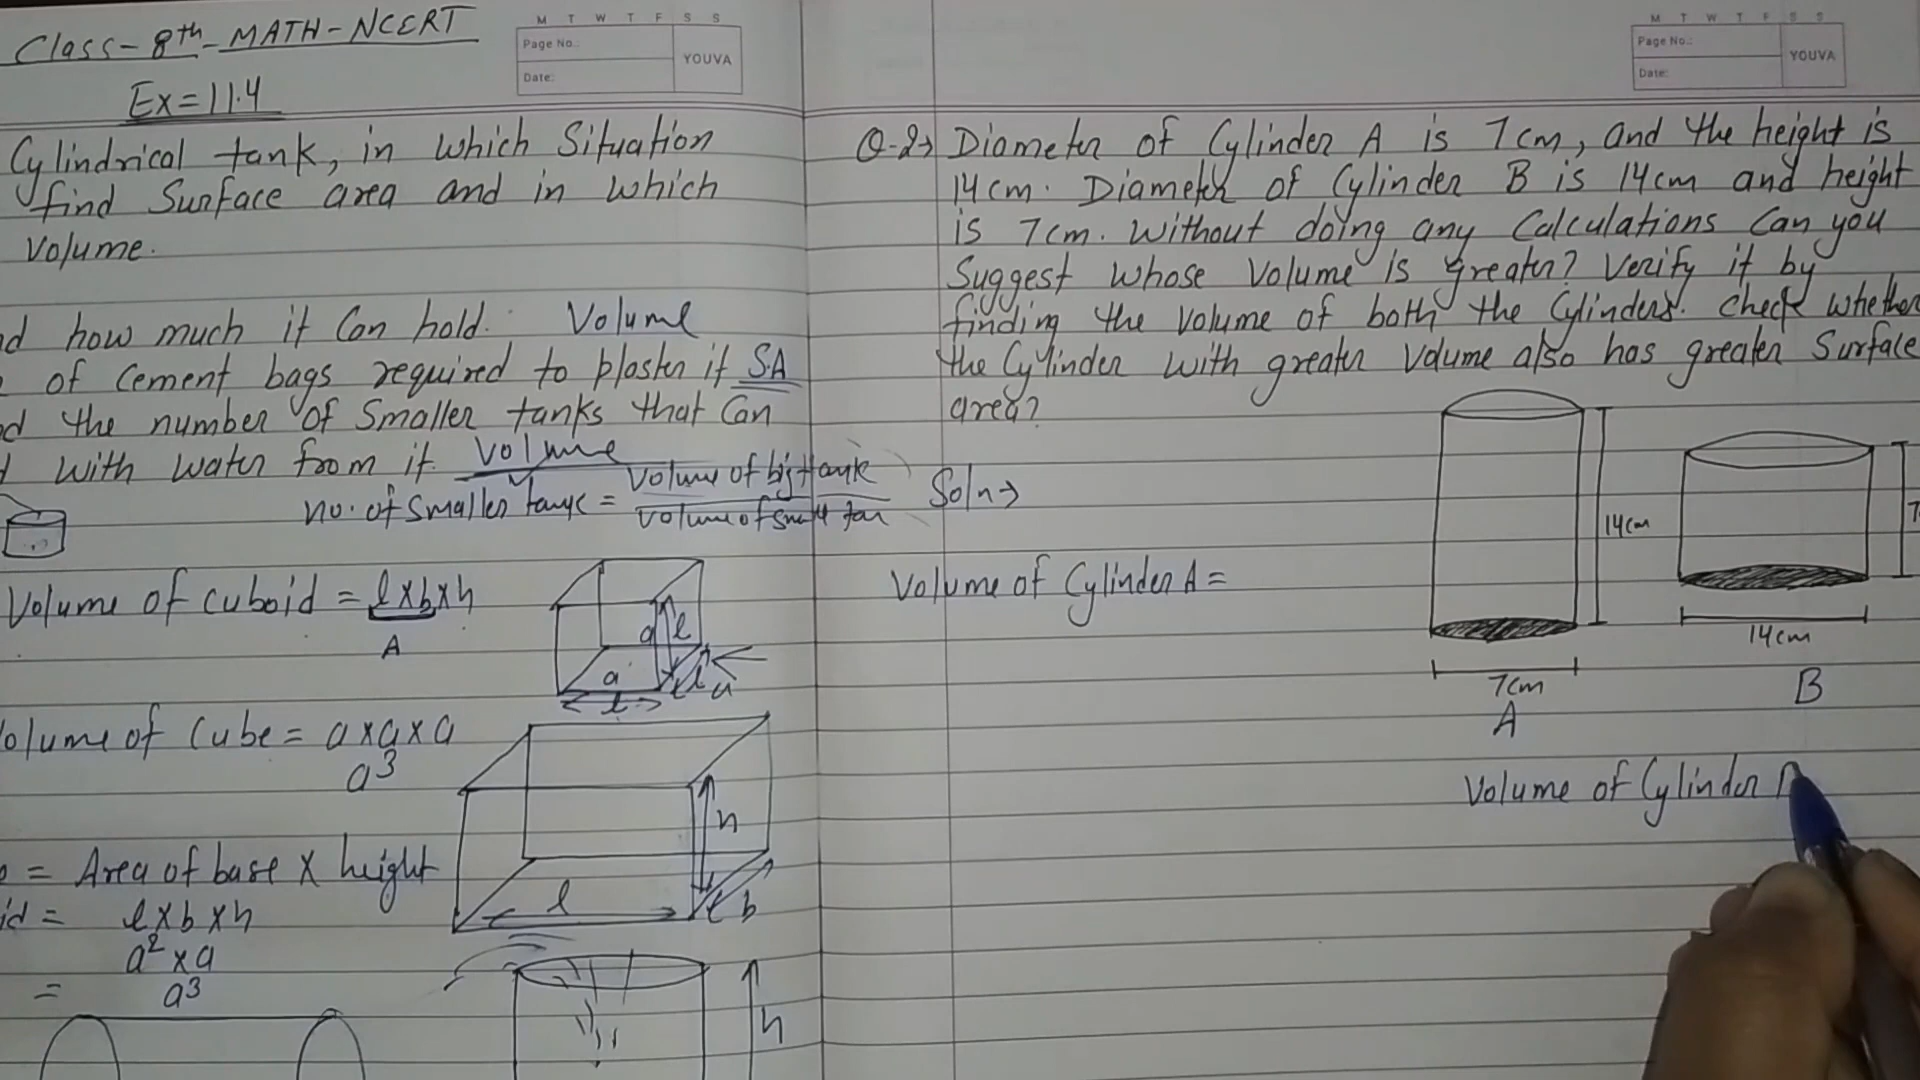 Class-8th-MATH-NCERT
Ex=11.4
M T W T F S S
Page No.:
Date:
YOUVA
Cylindrical tank, in which Situation
find Surface area and in which
Volume.
how much it Can hold. Volume
of Cement bags required to plaster it S.A
the number of Smaller tanks that Can
with water from it. Volume
no. of Smaller tank = Volume of big tank
Volume of small tan
Volume of cuboid = l×b×h
A
a
a
l
l
Volume of Cube = a×a×a
a³
h
l
b
= Area of base × height
= l×b×h
a²×a
= a³
h
M T W T F S S
Page No.:
Date:
YOUVA
Q-2→ Diameter of Cylinder A is 7cm, and the height is
14cm. Diameter of Cylinder B is 14cm and height
is 7cm. Without doing any Calculations Can you
Suggest whose Volume is greater? Verify it by
finding the Volume of both the Cylinders. Check whether
the Cylinder with greater Volume also has greater Surface
area?
Soln→
14cm
14cm
7cm
A
B
Volume of Cylinder A =
Volume of Cylinder